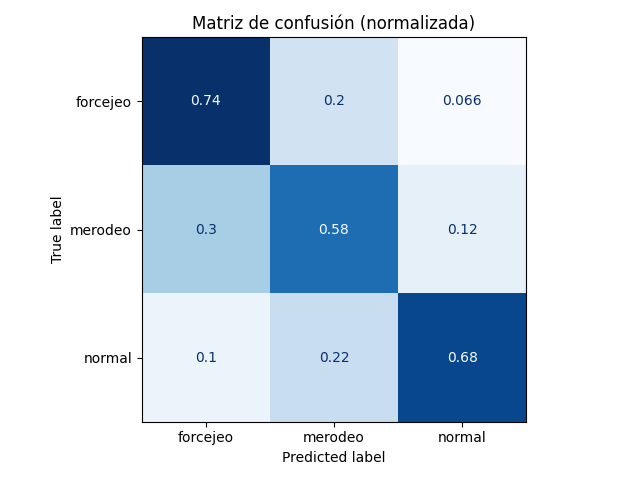 Matriz de confusión (normalizada)
True label
forcejeo 0.74 0.2 0.066
merodeo 0.3 0.58 0.12
normal 0.1 0.22 0.68
forcejeo merodeo normal
Predicted label